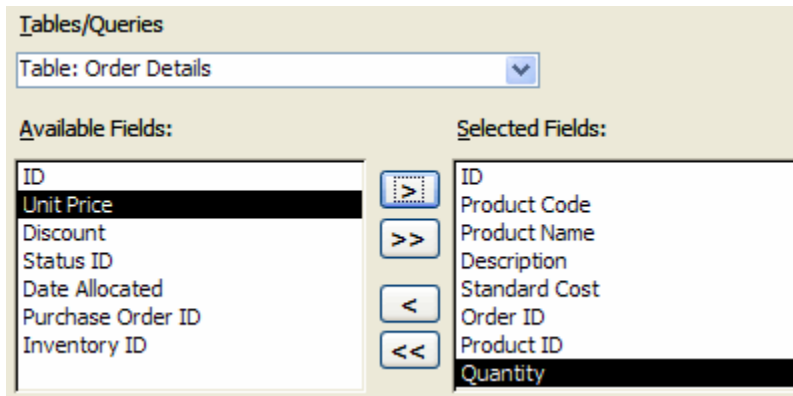 Tables/Queries
Table: Order Details
Available Fields:
Selected Fields:
ID
Unit Price
Discount
Status ID
Date Allocated
Purchase Order ID
Inventory ID
>
>>
<
<<
ID
Product Code
Product Name
Description
Standard Cost
Order ID
Product ID
Quantity